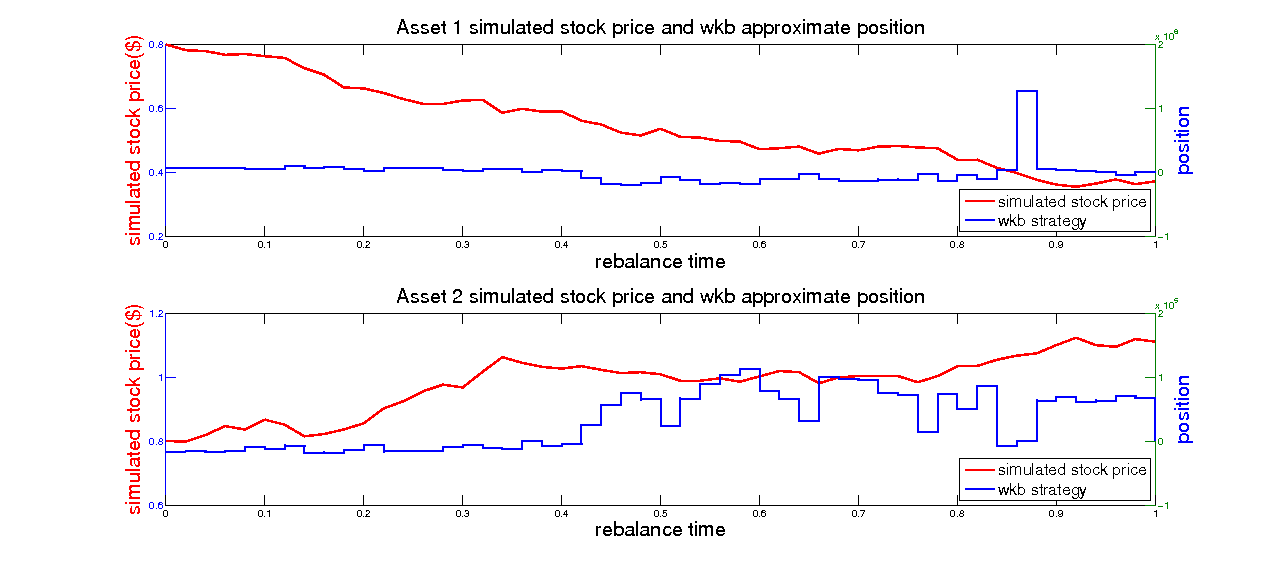 Asset 1 simulated stock price and wkb approximate position
simulated stock price($)
0.8
0.6
0.4
0.2
2
1
0
-1
position
simulated stock price
wkb strategy
0 0.1 0.2 0.3 0.4 0.5 0.6 0.7 0.8 0.9 1
rebalance time
Asset 2 simulated stock price and wkb approximate position
simulated stock price($)
1.2
1
0.8
0.6
2
1
0
-1
position
simulated stock price
wkb strategy
0 0.1 0.2 0.3 0.4 0.5 0.6 0.7 0.8 0.9 1
rebalance time